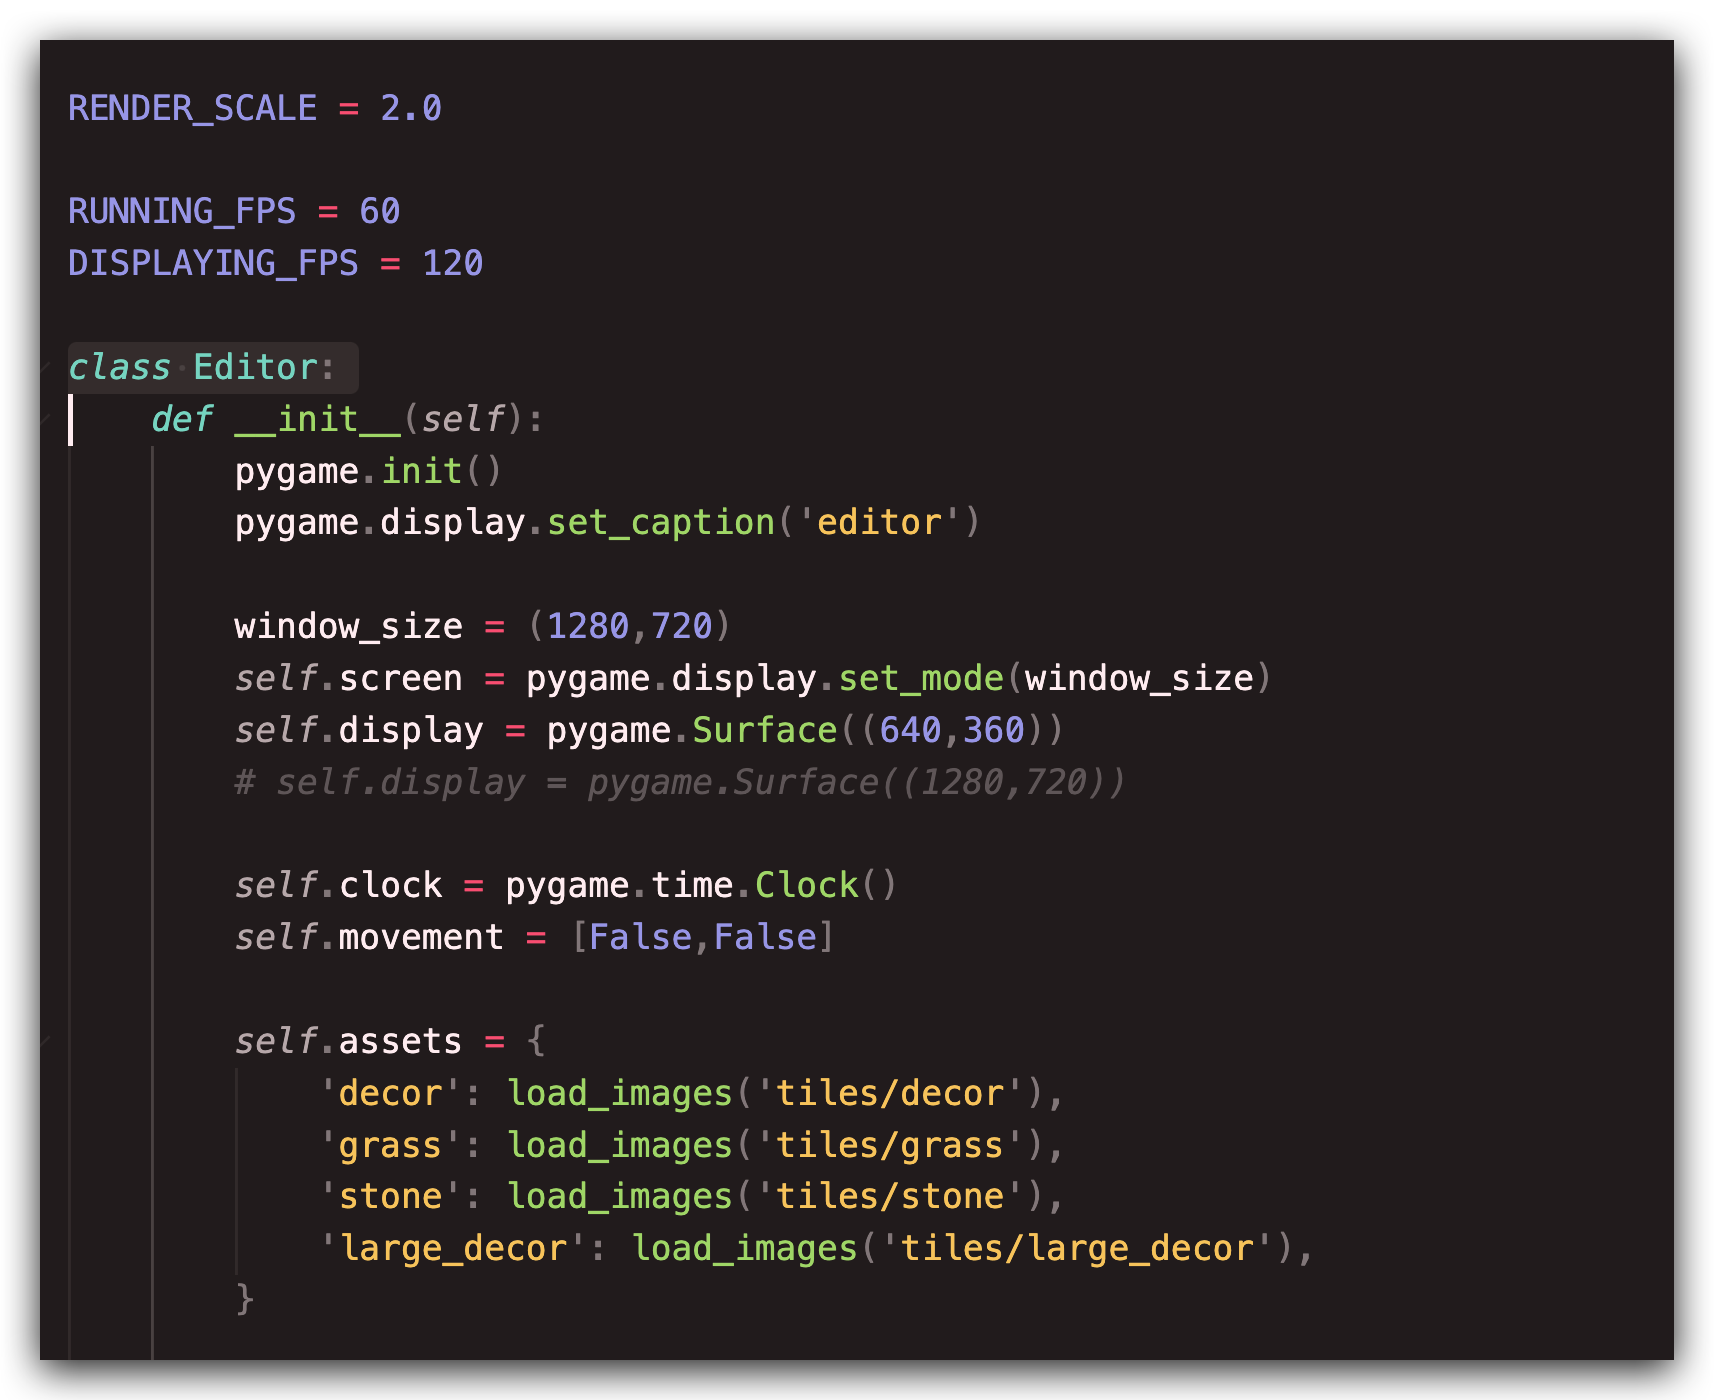 RENDER_SCALE = 2.0
RUNNING_FPS = 60
DISPLAYING_FPS = 120
class Editor:
def __init__(self):
pygame.init()
pygame.display.set_caption('editor')
window_size = (1280,720)
self.screen = pygame.display.set_mode(window_size)
self.display = pygame.Surface((640,360))
# self.display = pygame.Surface((1280,720))
self.clock = pygame.time.Clock()
self.movement = [False,False]
self.assets = {
'decor': load_images('tiles/decor'),
'grass': load_images('tiles/grass'),
'stone': load_images('tiles/stone'),
'large_decor': load_images('tiles/large_decor'),
}